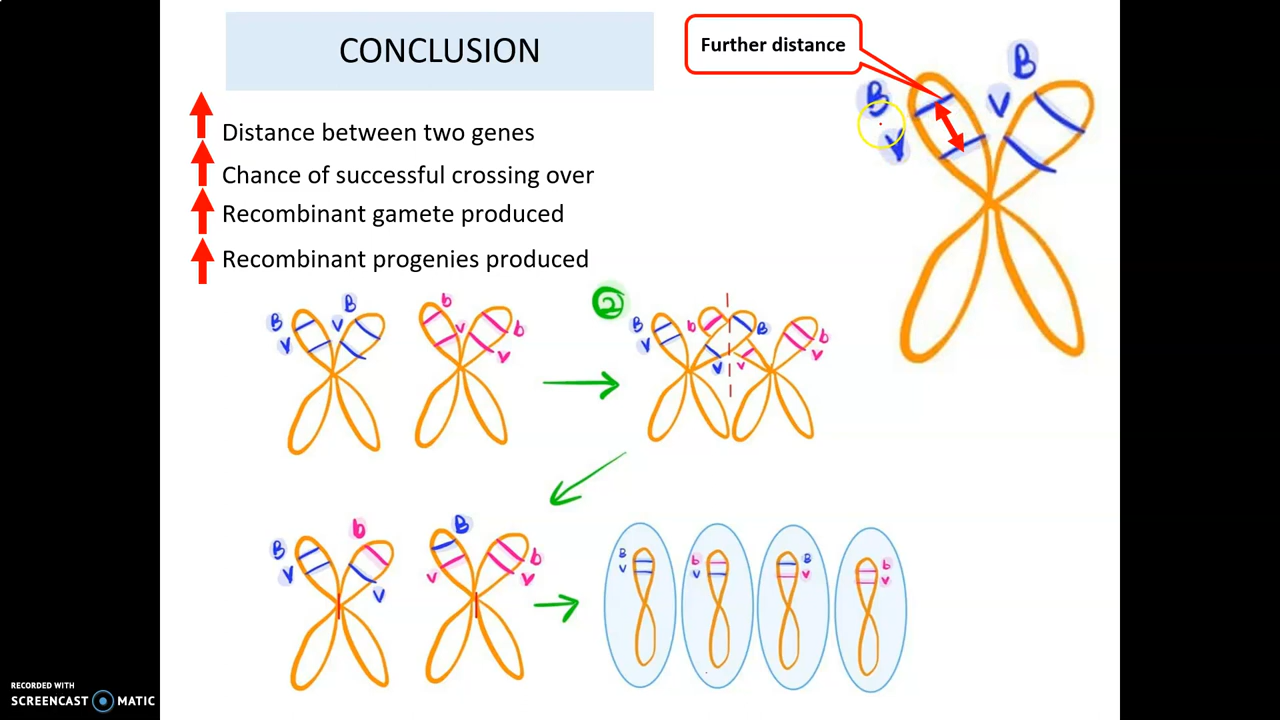 CONCLUSION
Further distance
Distance between two genes
Chance of successful crossing over
Recombinant gamete produced
Recombinant progenies produced
B
V
V
B
B
V
V
B
b
v
b
v
2
B
V
b
B
V
v
b
v
B
V
b
V
B
v
b
v
B
V
b
V
B
v
b
v
RECORDED WITH
SCREENCAST MATIC